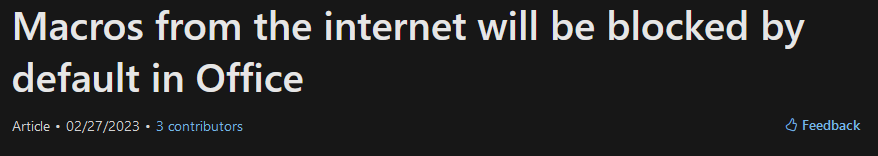 Macros from the internet will be blocked by
default in Office
Article • 02/27/2023 • 3 contributors
Feedback